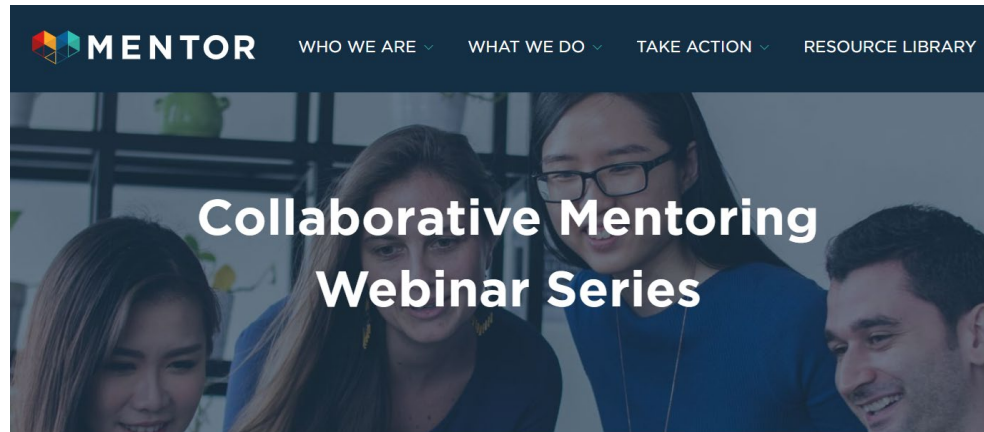 MENTOR WHO WE ARE WHAT WE DO TAKE ACTION RESOURCE LIBRARY
Collaborative Mentoring
Webinar Series